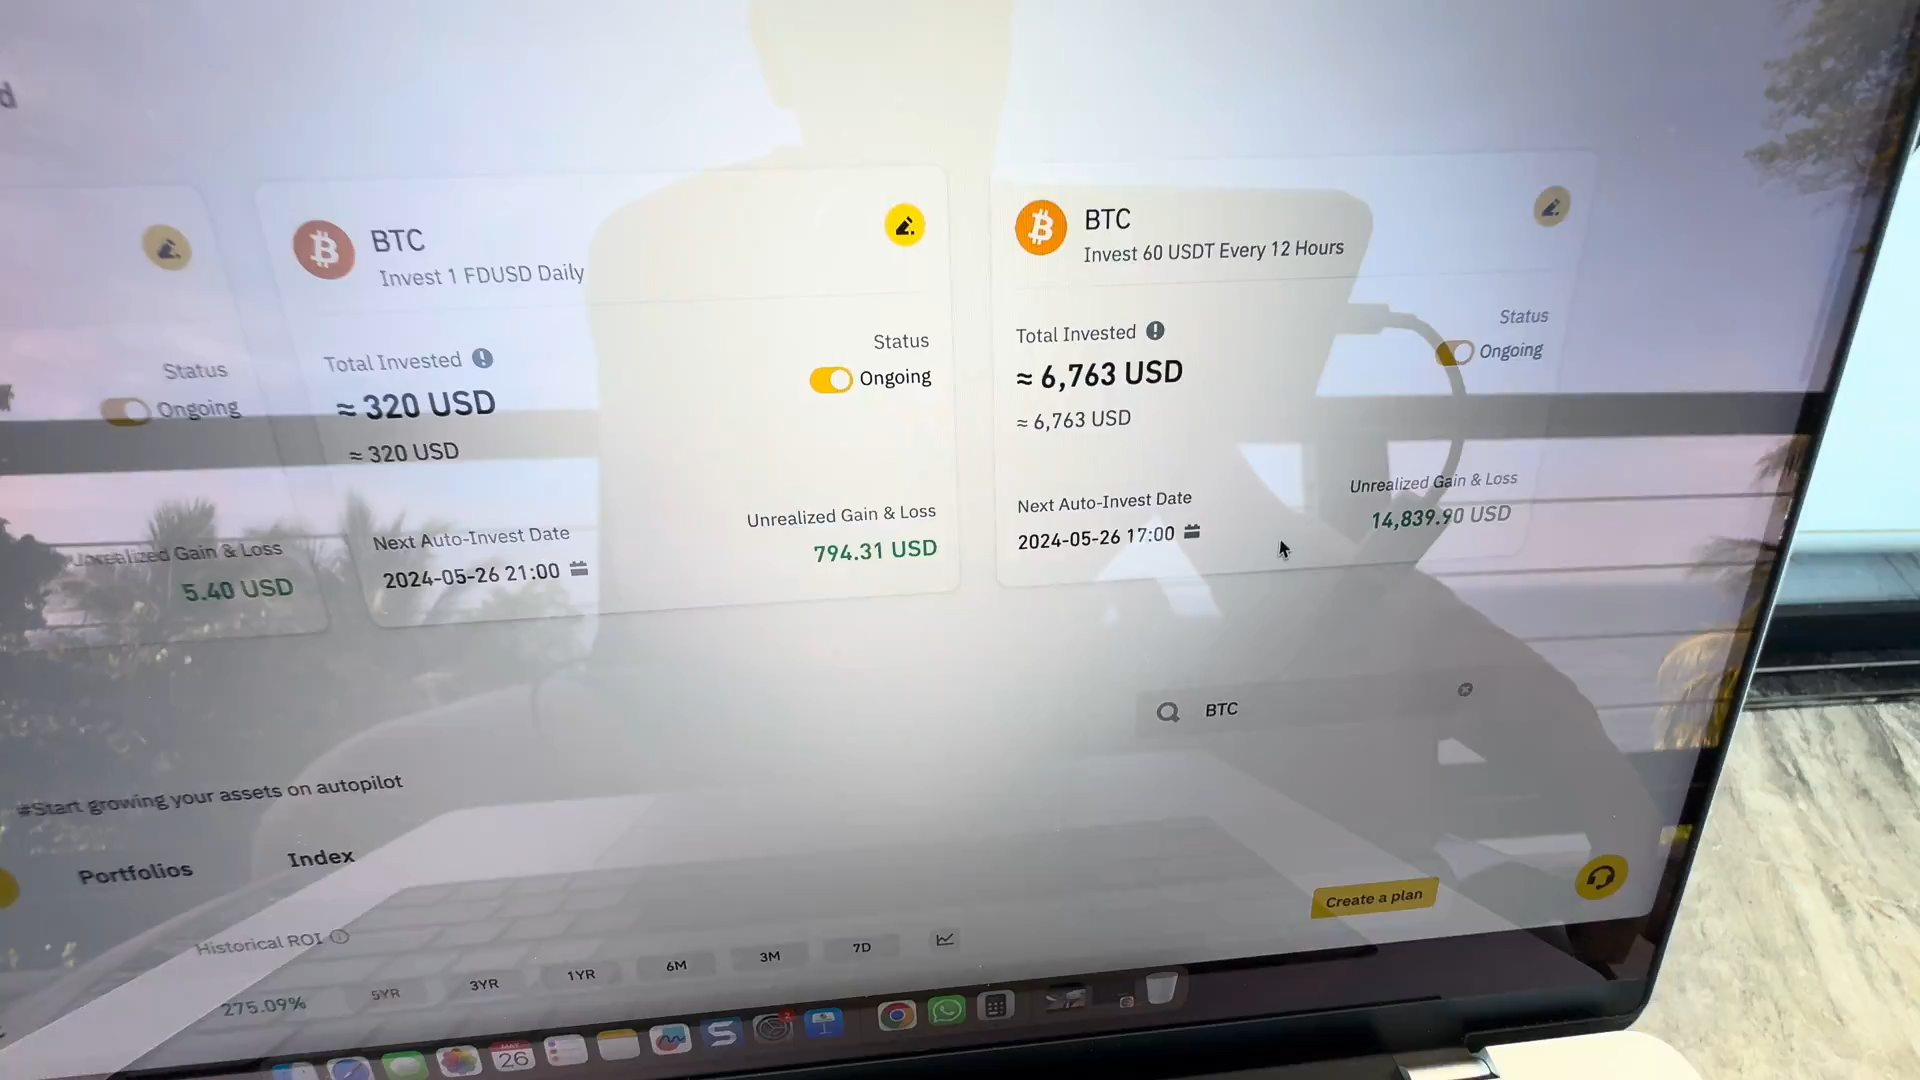 d
Status
Ongoing
Unrealized Gain & Loss
5.40 USD
BTC
Invest 1 FDUSD Daily
Total Invested
≈ 320 USD
≈ 320 USD
Status
Ongoing
Next Auto-Invest Date
2024-05-26 21:00
Unrealized Gain & Loss
794.31 USD
BTC
Invest 60 USDT Every 12 Hours
Total Invested
≈ 6,763 USD
≈ 6,763 USD
Status
Ongoing
Next Auto-Invest Date
2024-05-26 17:00
Unrealized Gain & Loss
14,839.90 USD
BTC
#Start growing your assets on autopilot
Portfolios
Index
Create a plan
Historical ROI
275.09%
5YR
3YR
1YR
6M
3M
7D
MAY
26
2